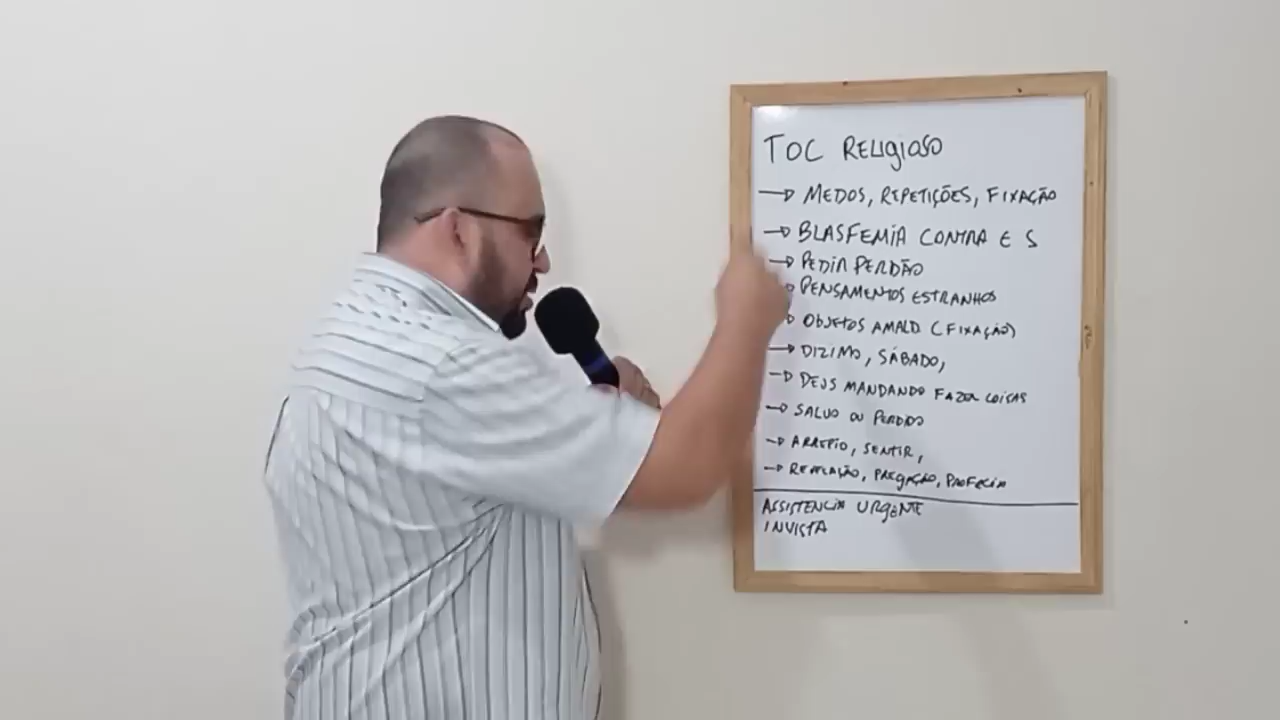 TOC RELIGIOSO
→ MEDOS, REPETIÇÕES, FIXAÇÃO
→ BLASFEMIA CONTRA E S
→ PEDIR PERDÃO
PENSAMENTOS ESTRANHOS
OBJETOS AMALD (FIXAÇÃO)
→ DIZIMO, SÁBADO,
→ DEUS MANDANDO FAZER COISAS
→ SALVO OU PERDIDO
→ ARREPIO, SENTIR,
→ REVELAÇÃO, PREGAÇÃO, PROFECIA
ASSISTENCIA URGENTE
INVISTA